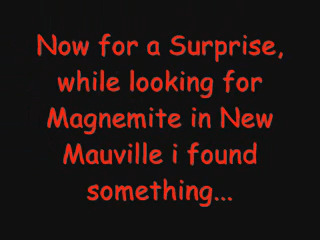 Now for a Surprise,
while looking for
Magnemite in New
Mauville i found
something...